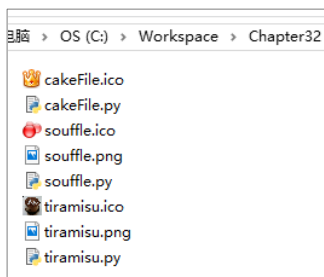 电脑 > OS (C:) > Workspace > Chapter32
cakeFile.ico
cakeFile.py
souffle.ico
souffle.png
souffle.py
tiramisu.ico
tiramisu.png
tiramisu.py